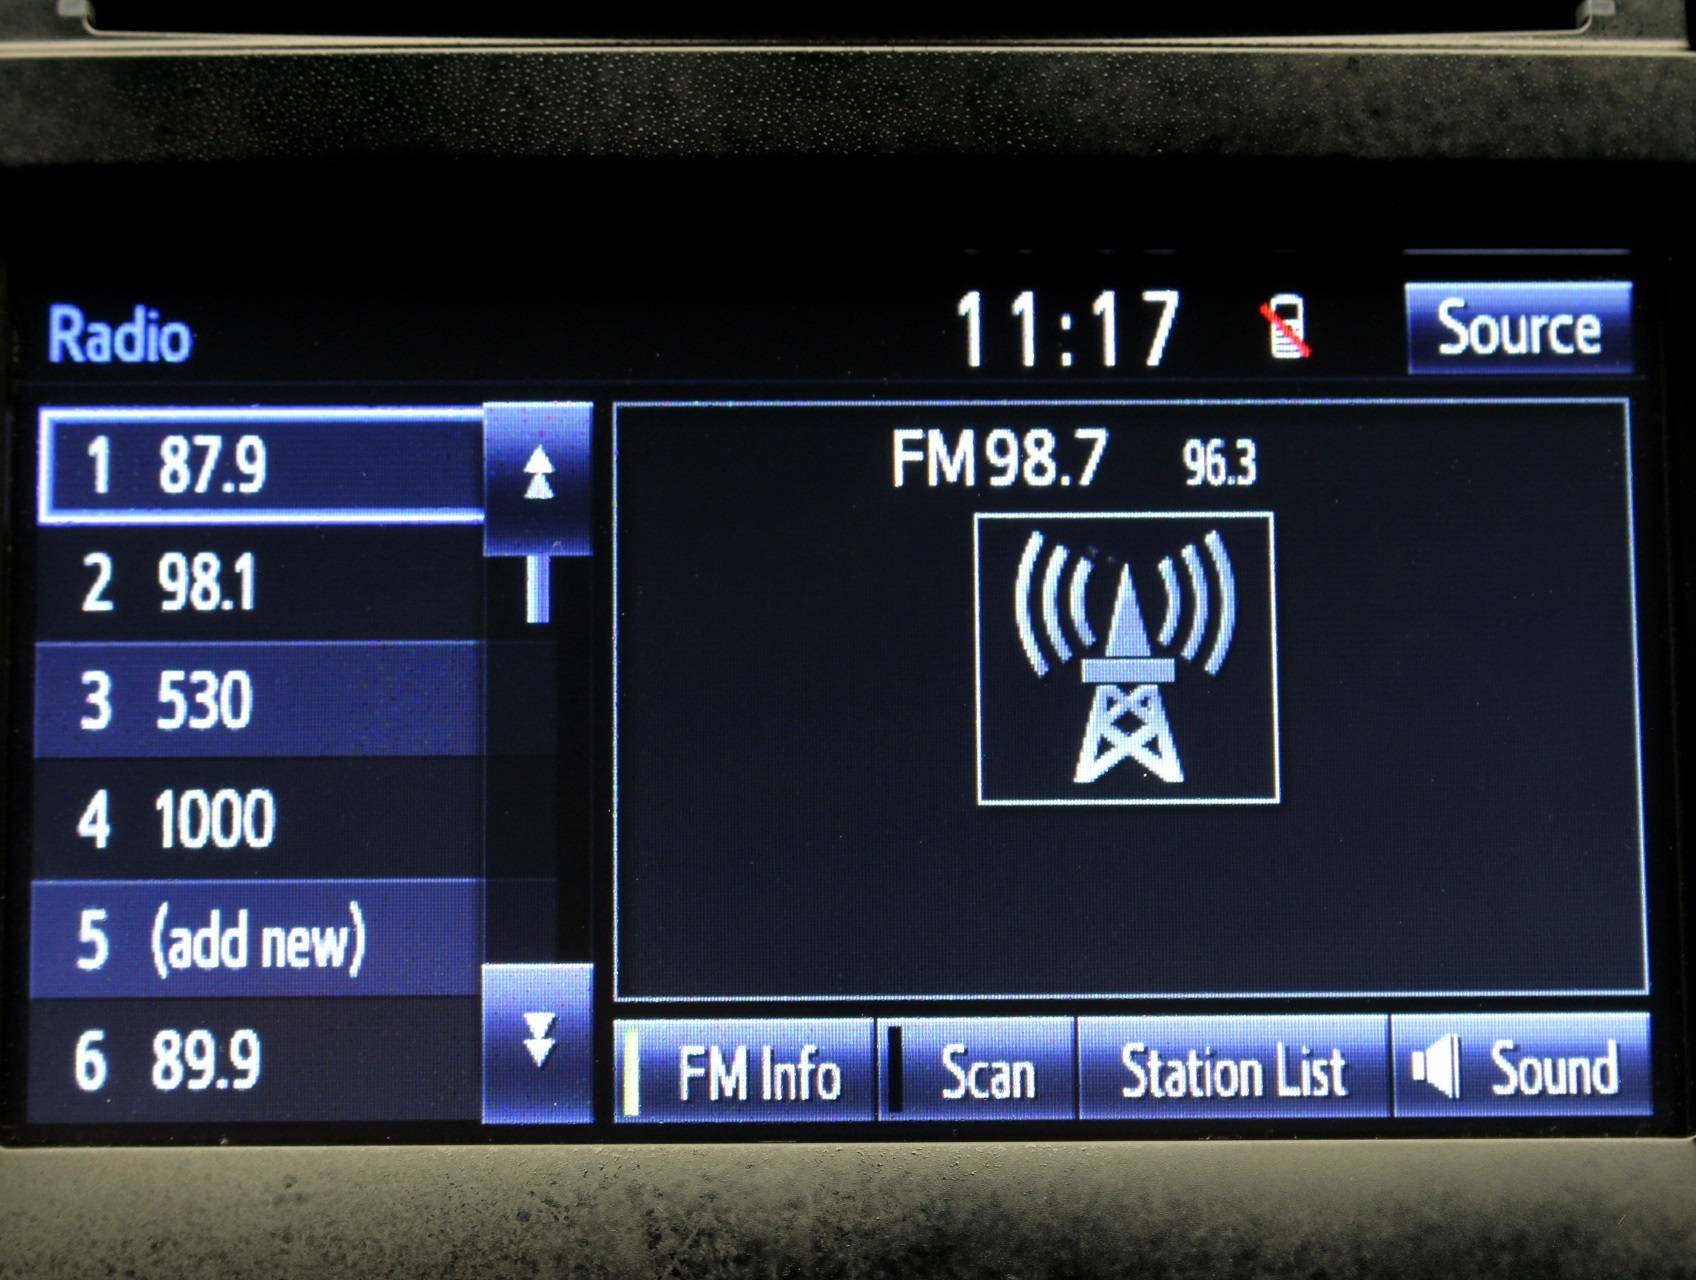 Radio
11:17
Source
1 87.9
2 98.1
3 530
4 1000
5 (add new)
6 89.9
FM 98.7 96.3
FM Info
Scan
Station List
Sound